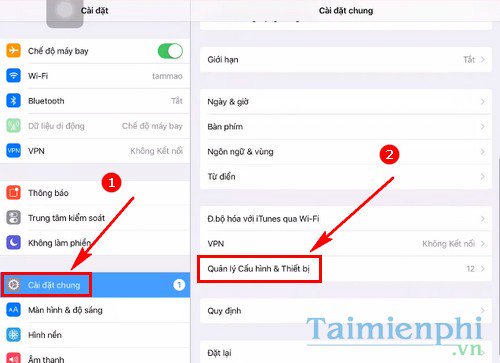 Cài đặt
Chế độ máy bay
Wi-Fi tammao
Bluetooth Tắt
Dữ liệu di động Chế độ máy bay
VPN Không Kết nối
Thông báo
Trung tâm kiểm soát
Không làm phiền
1
Cài đặt chung 1
Màn hình & độ sáng
Hình nền
Âm thanh
Cài đặt chung
Giới hạn Tắt
Ngày & giờ
Bàn phím
Ngôn ngữ & vùng
2
Từ điển
Đ.bộ hóa với iTunes qua Wi-Fi
VPN Không Kết nối
Quản lý Cấu hình & Thiết bị 12
Quy định
Đặt lại
Taimienphi
.vn